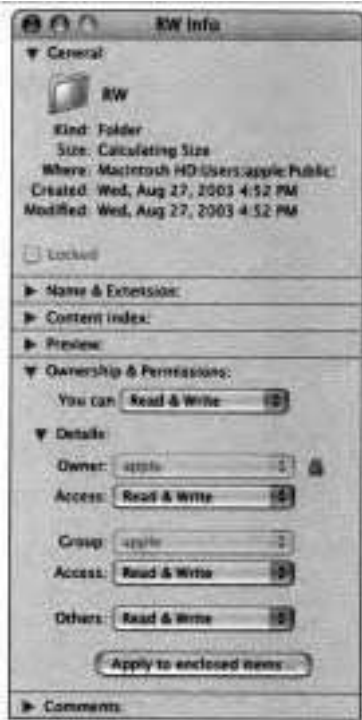 RW Info
General
RW
Kind: Folder
Size: Calculating Size
Where: Macintosh HD:Users:apple:Public:
Created: Wed, Aug 27, 2003 4:52 PM
Modified: Wed, Aug 27, 2003 4:52 PM
Locked
Name & Extension:
Content index:
Preview:
Ownership & Permissions:
You can Read & Write
Details
Owner: apple
Access: Read & Write
Group: apple
Access: Read & Write
Others: Read & Write
Apply to enclosed items...
Comments